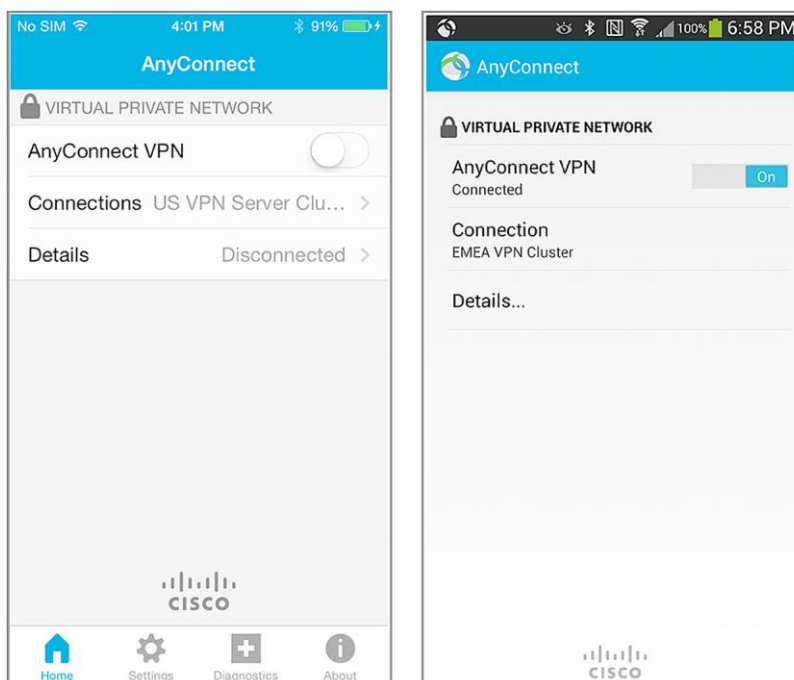 No SIM 4:01 PM 91%
AnyConnect
VIRTUAL PRIVATE NETWORK
AnyConnect VPN
Connections US VPN Server Clu... >
Details Disconnected >
CISCO
Home Settings Diagnostics About
100% 6:58 PM
AnyConnect
VIRTUAL PRIVATE NETWORK
AnyConnect VPN
Connected
On
Connection
EMEA VPN Cluster
Details...
CISCO